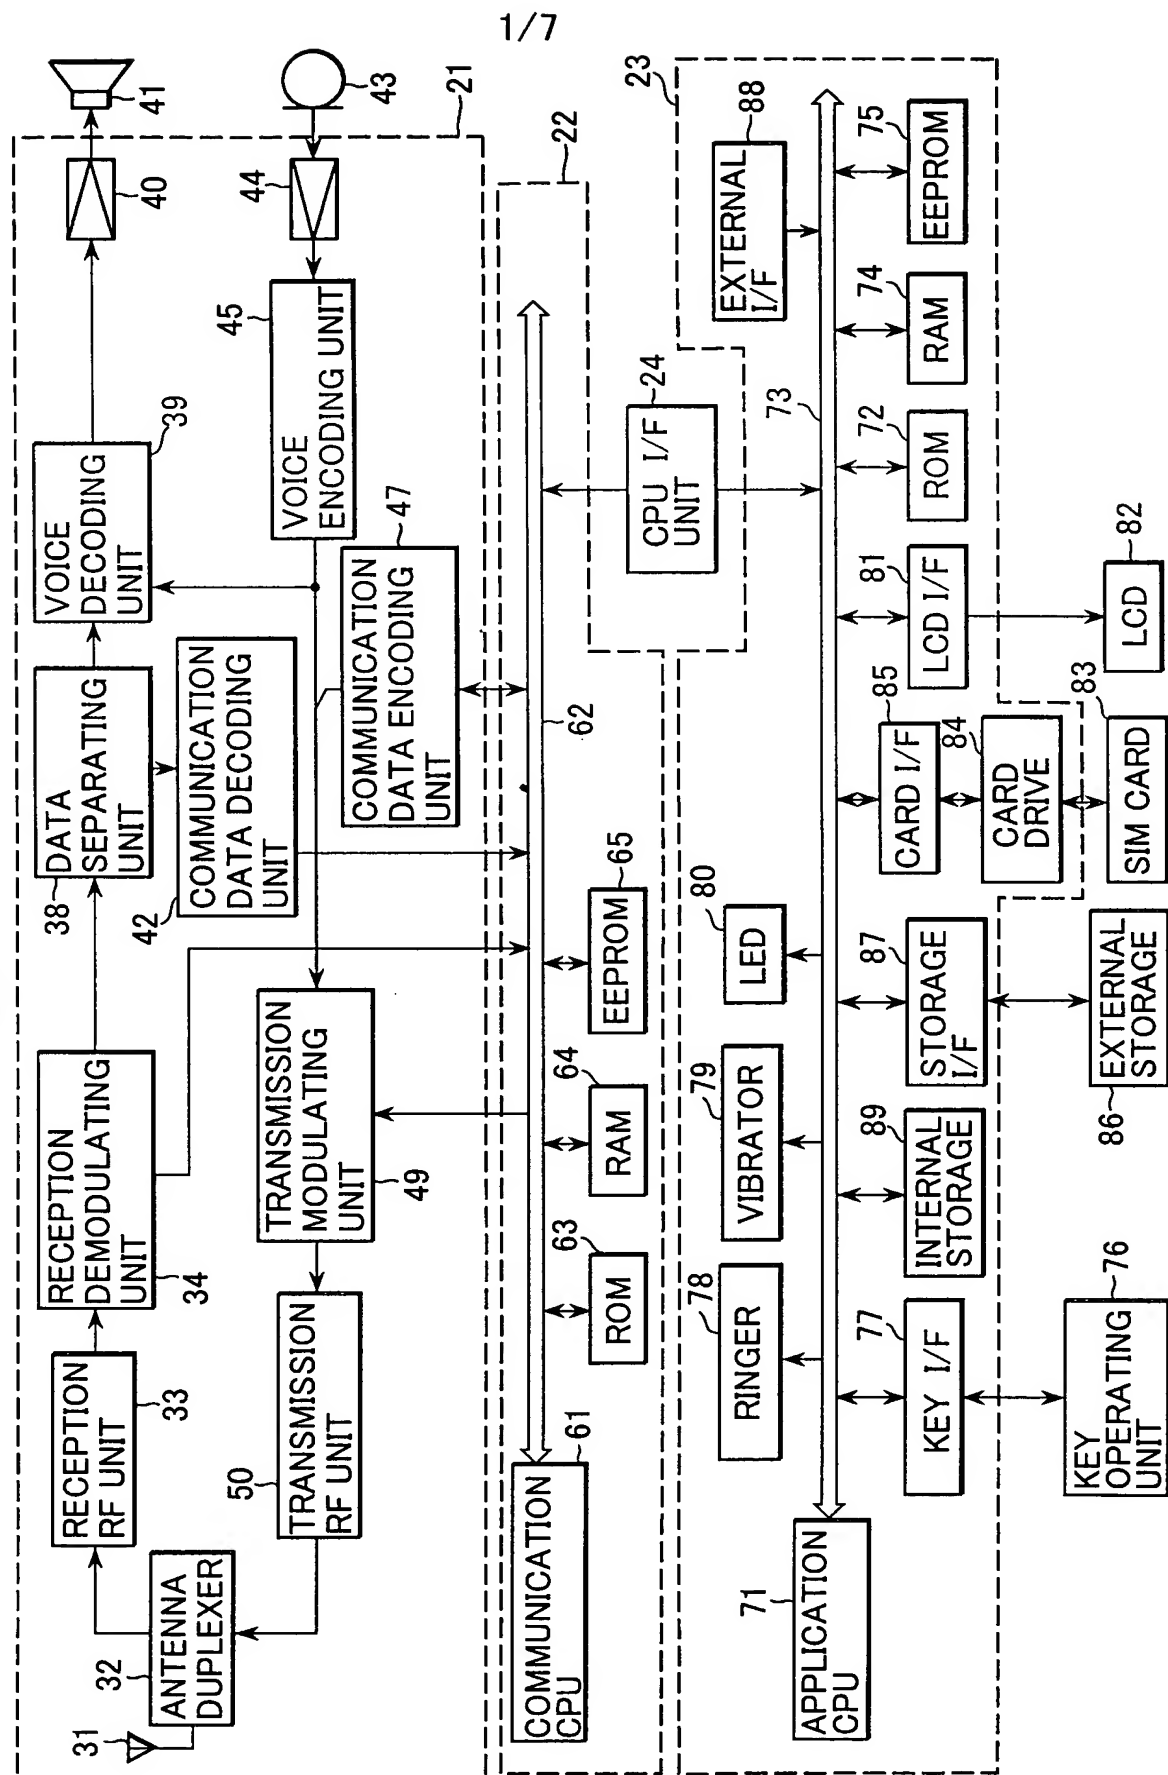 1/7
31
32
ANTENNA
DUPLEXER
RECEPTION
RF UNIT
33
RECEPTION
DEMODULATING
UNIT
34
38
DATA
SEPARATING
UNIT
VOICE
DECODING
UNIT
39
40
41
42
COMMUNICATION
DATA DECODING
UNIT
43
44
45
VOICE
ENCODING UNIT
21
50
TRANSMISSION
RF UNIT
TRANSMISSION
MODULATING
UNIT
49
COMMUNICATION
DATA ENCODING
UNIT
47
22
COMMUNICATION
CPU
61
62
63
ROM
64
RAM
65
EEPROM
CPU I/F
UNIT
24
23
EXTERNAL
I/F
88
78
RINGER
79
VIBRATOR
80
LED
71
APPLICATION
CPU
73
77
KEY I/F
89
INTERNAL
STORAGE
87
STORAGE
I/F
85
CARD I/F
84
CARD
DRIVE
81
LCD I/F
72
ROM
74
RAM
75
EEPROM
76
KEY
OPERATING
UNIT
86
EXTERNAL
STORAGE
83
SIM CARD
82
LCD